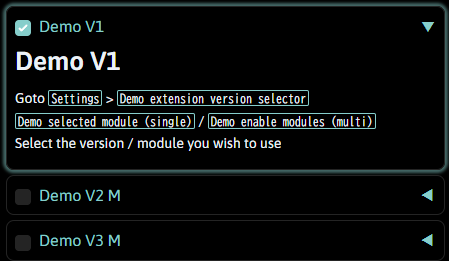 Demo V1
Demo V1
Goto Settings > Demo extension version selector
Demo selected module (single) / Demo enable modules (multi)
Select the version / module you wish to use
Demo V2 M
Demo V3 M